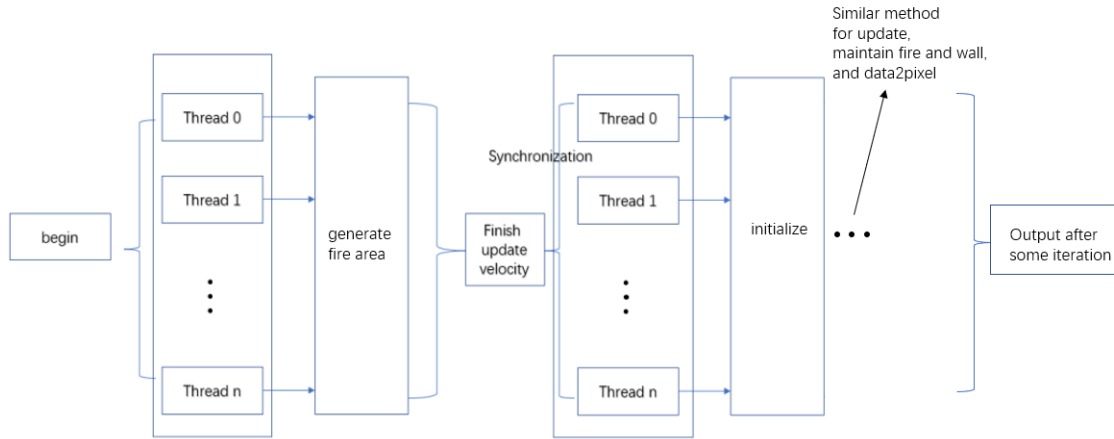 Similar method
for update,
maintain fire and wall,
and data2pixel
begin
Thread 0
Thread 1
Thread n
generate
fire area
Synchronization
Finish
update
velocity
Thread 0
Thread 1
Thread n
initialize
Output after
some iteration